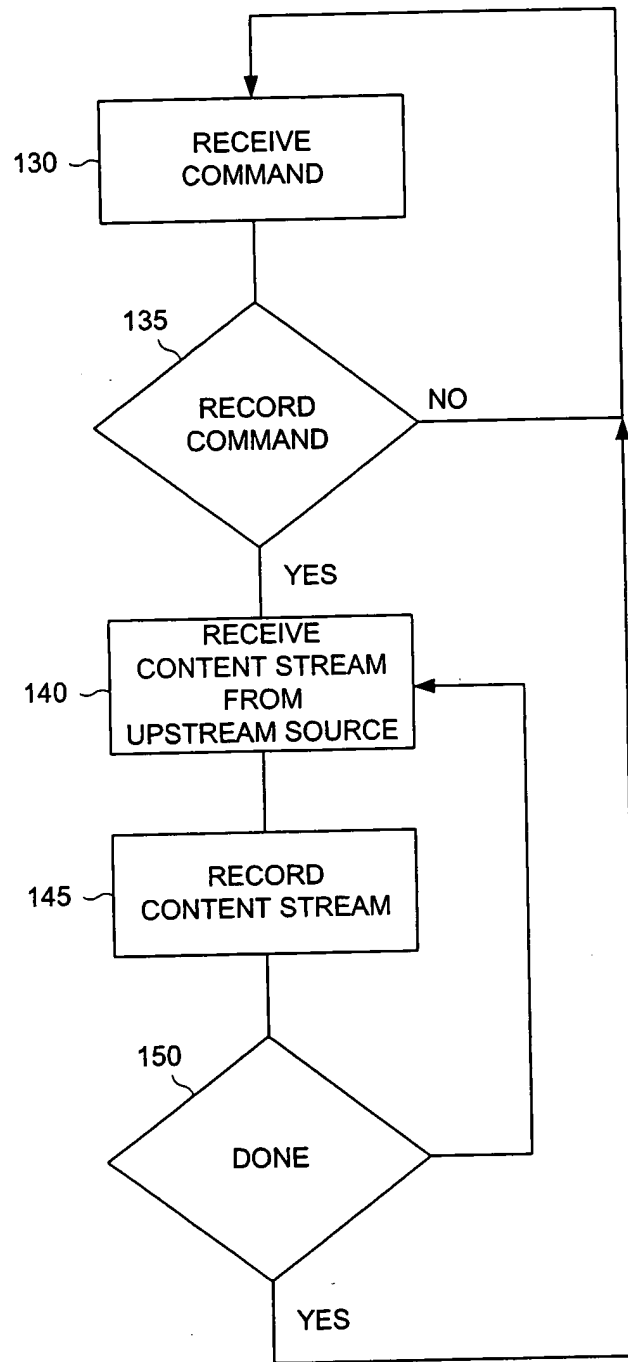 130
RECEIVE
COMMAND
135
RECORD
COMMAND
NO
YES
140
RECEIVE
CONTENT STREAM
FROM
UPSTREAM SOURCE
145
RECORD
CONTENT STREAM
150
DONE
YES